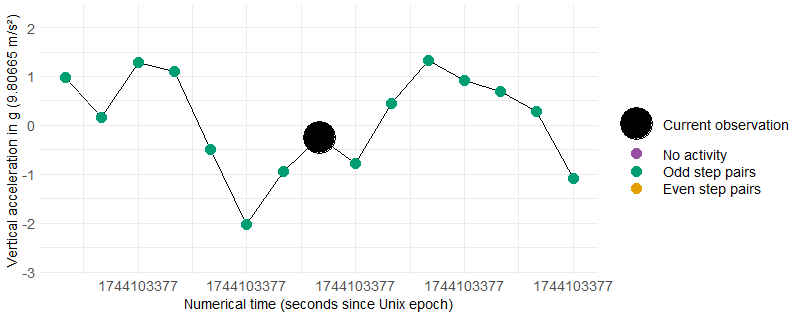 Vertical acceleration in g (9.80665 m/s²)
2
1
0
-1
-2
-3
1744103377 1744103377 1744103377 1744103377 1744103377
Numerical time (seconds since Unix epoch)
Current observation
No activity
Odd step pairs
Even step pairs